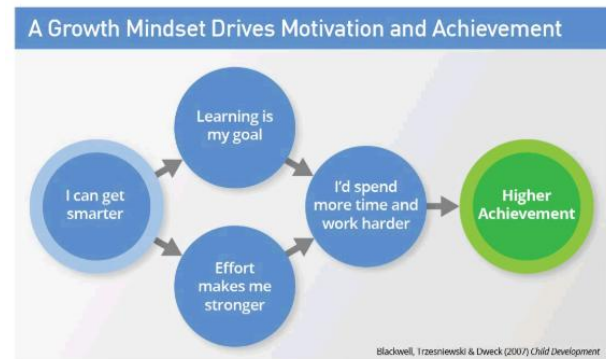 A Growth Mindset Drives Motivation and Achievement
Learning is
my goal
I can get
smarter
I'd spend
more time and
work harder
Higher
Achievement
Effort
makes me
stronger
Blackwell, Trzesniewski & Dweck (2007) Child Development